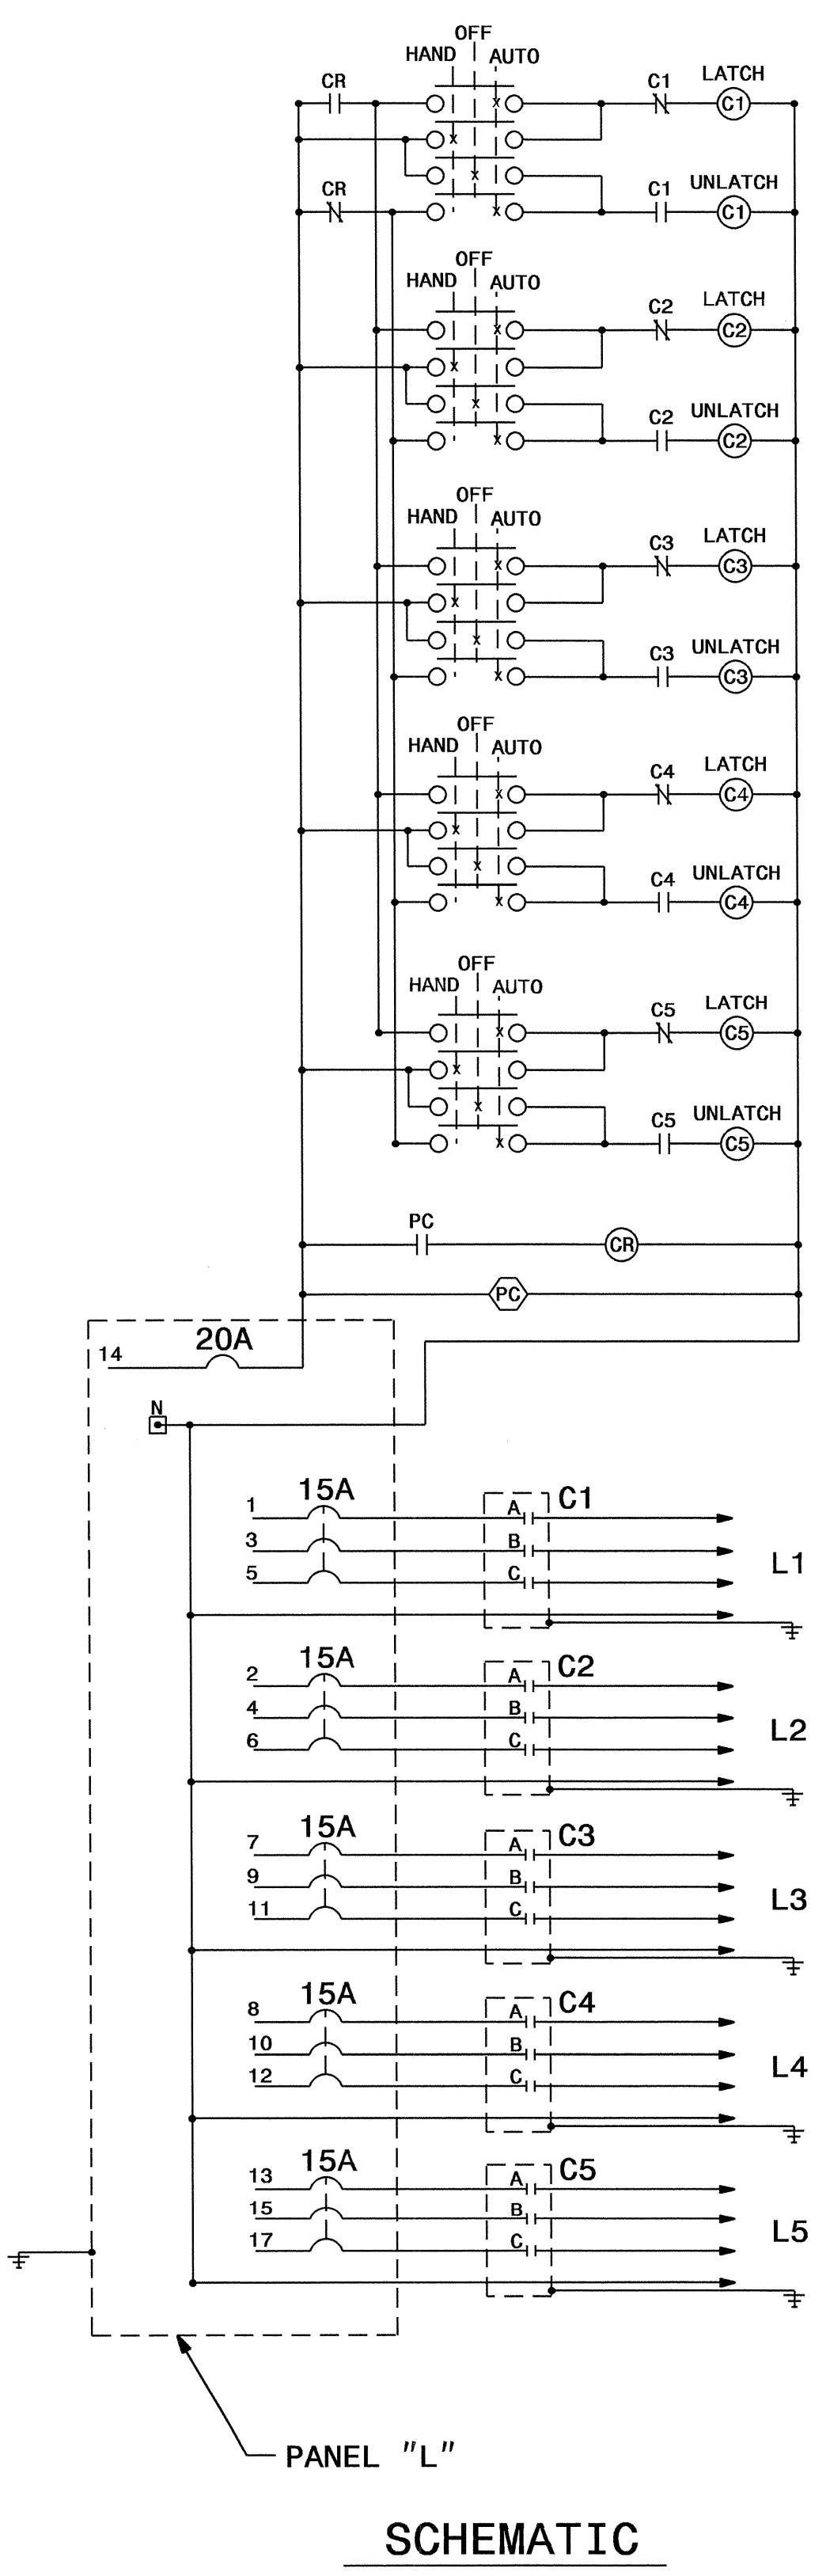 OFF
HAND AUTO
CR C1 LATCH
C1
x
x
x
CR C1 UNLATCH
x C1
OFF
HAND AUTO
C2 LATCH
x C2
x
x
C2 UNLATCH
x C2
OFF
HAND AUTO
C3 LATCH
x C3
x
x
C3 UNLATCH
x C3
OFF
HAND AUTO
C4 LATCH
x C4
x
x
C4 UNLATCH
x C4
OFF
HAND AUTO
C5 LATCH
x C5
x
x
C5 UNLATCH
x C5
PC
CR
PC
14 20A
N
1 15A A C1
3 B
5 C L1
2 15A A C2
4 B
6 C L2
7 15A A C3
9 B
11 C L3
8 15A A C4
10 B
12 C L4
13 15A A C5
15 B
17 C L5
PANEL "L"
SCHEMATIC